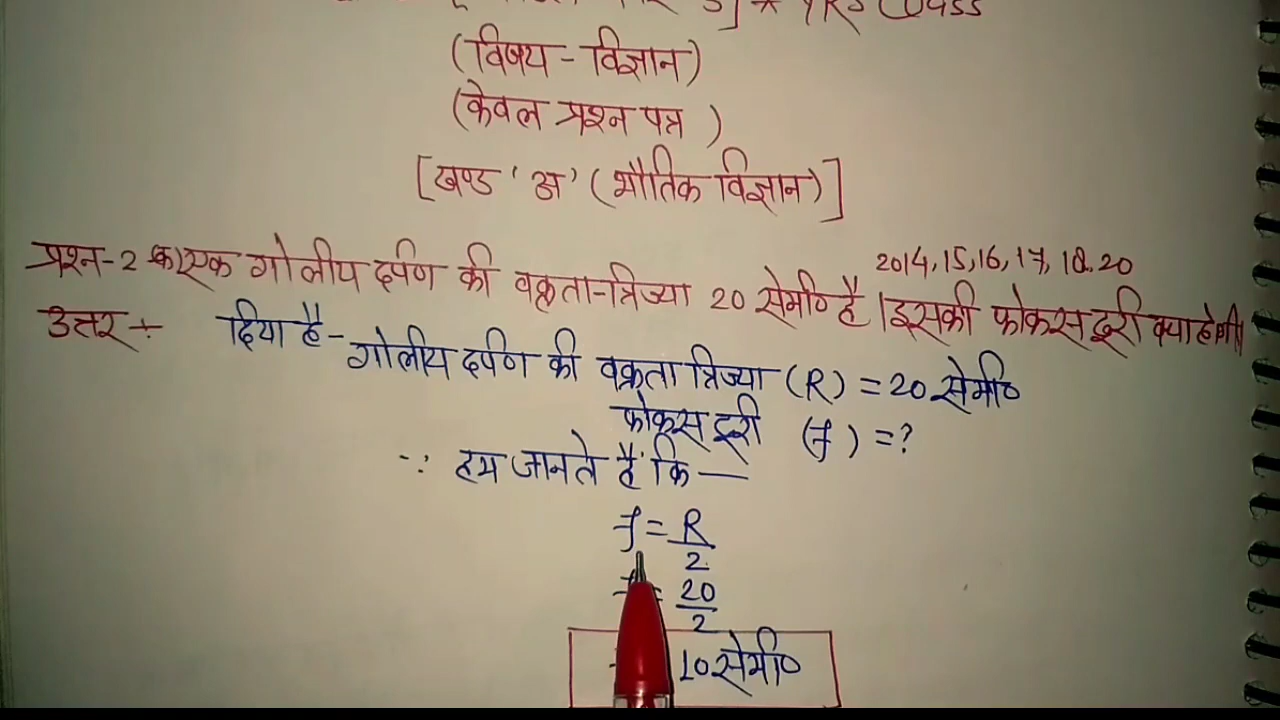 YRs Class
(विषय - विज्ञान)
(केवल प्रश्न पत्र )
[खण्ड 'अ' (भौतिक विज्ञान)]
2014, 15, 16, 17, 18, 20
प्रश्न-2 क) एक गोलीय दर्पण की वक्रता-त्रिज्या 20 सेमी० है । इसकी फोकस दूरी क्या होगी।
उत्तर ÷ दिया है - गोलीय दर्पण की वक्रता त्रिज्या (R) = 20 सेमी०
फोकस दूरी (f) = ?
∵ हम जानते हैं कि —
f = R/2
= 20/2
10 सेमी०